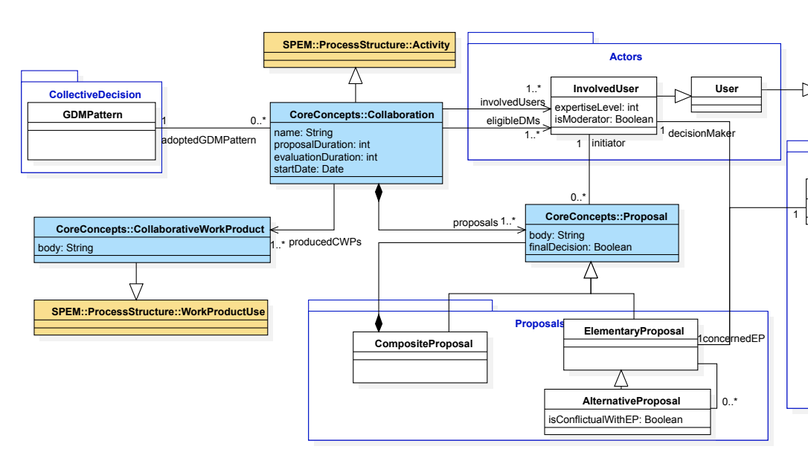 SPEM::ProcessStructure::Activity
Actors
CollectiveDecision
GDMPattern
1
0..*
adoptedGDMPattern
CoreConcepts::Collaboration
name: String
proposalDuration: int
evaluationDuration: int
startDate: Date
1..*
involvedUsers
eligibleDMs
1..*
InvolvedUser
expertiseLevel: int
isModerator: Boolean
User
1
decisionMaker
1
initiator
0..*
CoreConcepts::CollaborativeWorkProduct
body: String
1..*
producedCWPs
proposals
1..*
CoreConcepts::Proposal
body: String
finalDecision: Boolean
1
SPEM::ProcessStructure::WorkProductUse
Proposals
CompositeProposal
ElementaryProposal
1
concernedEP
AlternativeProposal
isConflictualWithEP: Boolean
0..*